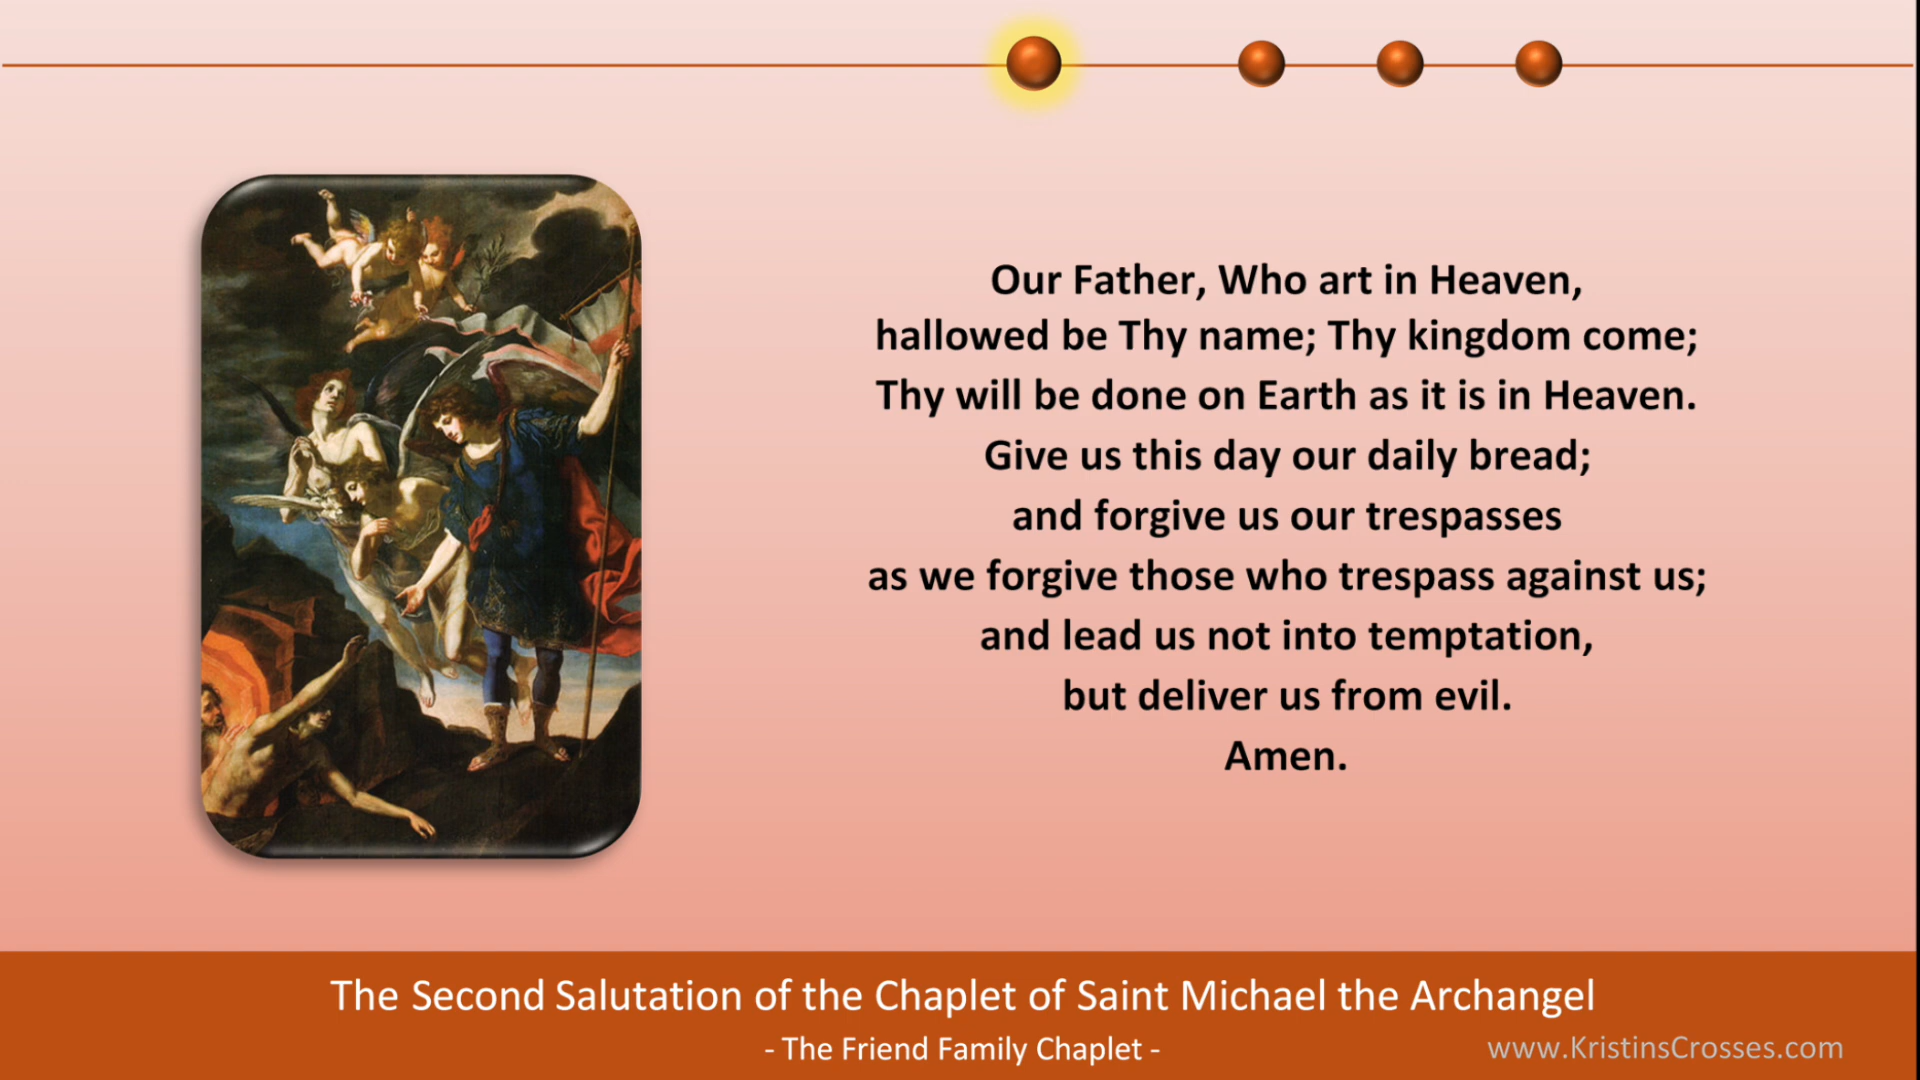 Our Father, Who art in Heaven,
hallowed be Thy name; Thy kingdom come;
Thy will be done on Earth as it is in Heaven.
Give us this day our daily bread;
and forgive us our trespasses
as we forgive those who trespass against us;
and lead us not into temptation,
but deliver us from evil.
Amen.
The Second Salutation of the Chaplet of Saint Michael the Archangel
- The Friend Family Chaplet -
www.KristinsCrosses.com